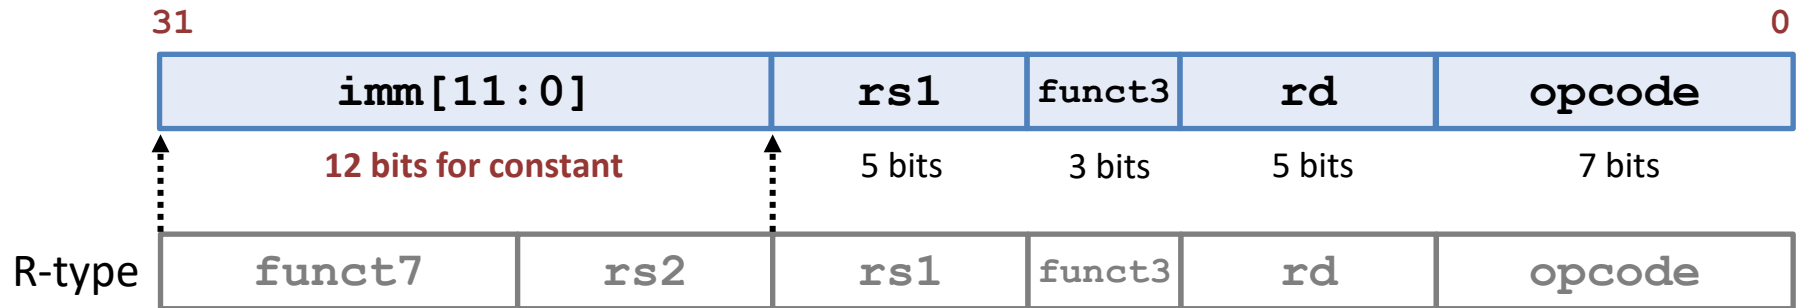 31 0
imm[11:0] rs1 funct3 rd opcode
12 bits for constant 5 bits 3 bits 5 bits 7 bits
R-type funct7 rs2 rs1 funct3 rd opcode